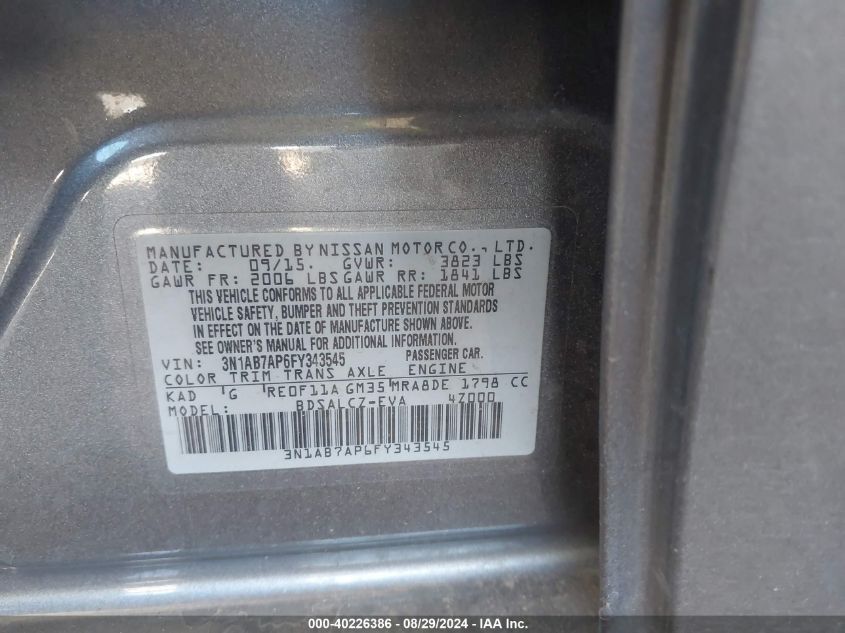 MANUFACTURED BY NISSAN MOTOR CO., LTD.
DATE: 09/15. GVWR: 3823 LBS
GAWR FR: 2006 LBS GAWR RR: 1841 LBS
THIS VEHICLE CONFORMS TO ALL APPLICABLE FEDERAL MOTOR
VEHICLE SAFETY, BUMPER AND THEFT PREVENTION STANDARDS
IN EFFECT ON THE DATE OF MANUFACTURE SHOWN ABOVE.
SEE OWNER'S MANUAL FOR ADDITIONAL INFORMATION.
VIN: 3N1AB7AP6FY343545 PASSENGER CAR.
COLOR TRIM TRANS AXLE ENGINE
KAD G RE0F11A GM35 MRA8DE 1798 CC
MODEL: BDSALCZ-EVA 4Z000
3N1AB7AP6FY343545
000-40226386 - 08/29/2024 - IAA, Inc.